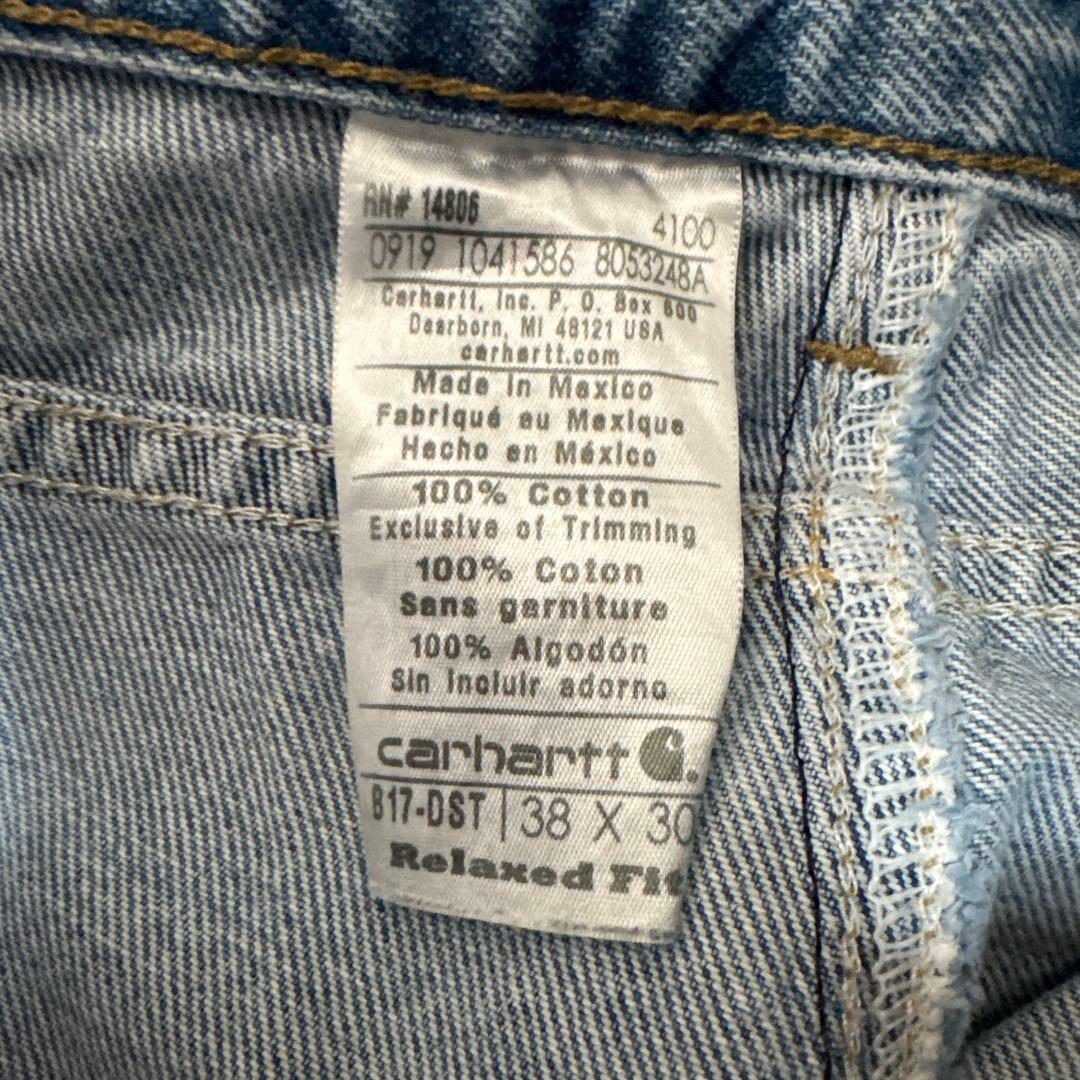 RN# 14806 4100
0919 1041586 8053248A
Carhartt, Inc. P. O. Box 600
Dearborn, MI 48121 USA
carhartt.com
Made in Mexico
Fabriqué au Mexique
Hecho en México
100% Cotton
Exclusive of Trimming
100% Coton
Sans garniture
100% Algodón
Sin incluir adorno
carhartt
B17-DST 38 X 30
Relaxed Fit